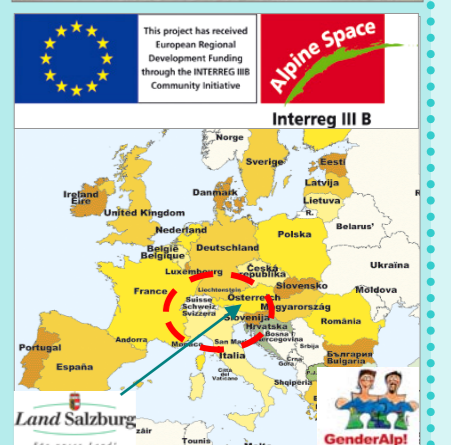 This project has received
European Regional
Development Funding
through the INTERREG IIIB
Community Initiative
Alpine Space
Interreg III B
Norge
Sverige
Eesti
Latvija
Lietuva
R.
Danmark
Ireland
Éire
United Kingdom
Belarus'
Nederland
Polska
België
Belgique
Deutschland
Luxembourg
Česká
republika
Ukraïna
Slovensko
Moldova
France
Liechtenstein
Suisse
Schweiz
Svizzera
Österreich
Magyarország
Slovenija
România
Hrvatska
Bosna i
Hercegovina
Srbija
Monaco
San Marino
Andorra
Portugal
España
Italia
Città
del
Vaticano
Crna
Gora
България
Bulgaria
Shqipëria
Land Salzburg
Tounis
GenderAlp!